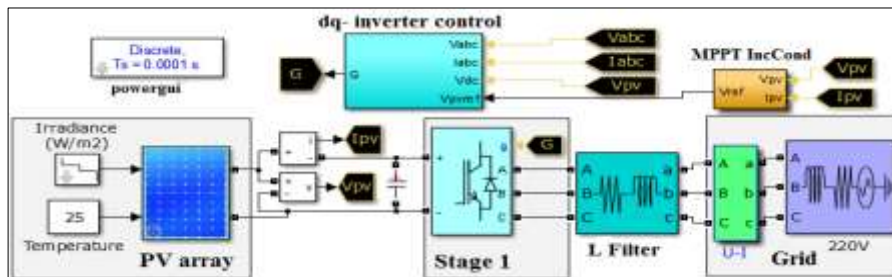 dq- inverter control
Discrete,
Ts = 0.0001 s
powergui
G
G
Vabc
Iabc
Vdc
Vpvref
Vabc
Iabc
Vpv
MPPT IncCond
Vref
Vpv
Ipv
Vpv
Ipv
Irradiance
(W/m2)
25
Temperature
PV array
Ipv
Vpv
+
-
g
A
B
C
G
Stage 1
A
B
C
a
b
c
L Filter
A
B
C
a
b
c
U-I
A
B
C
220V
Grid